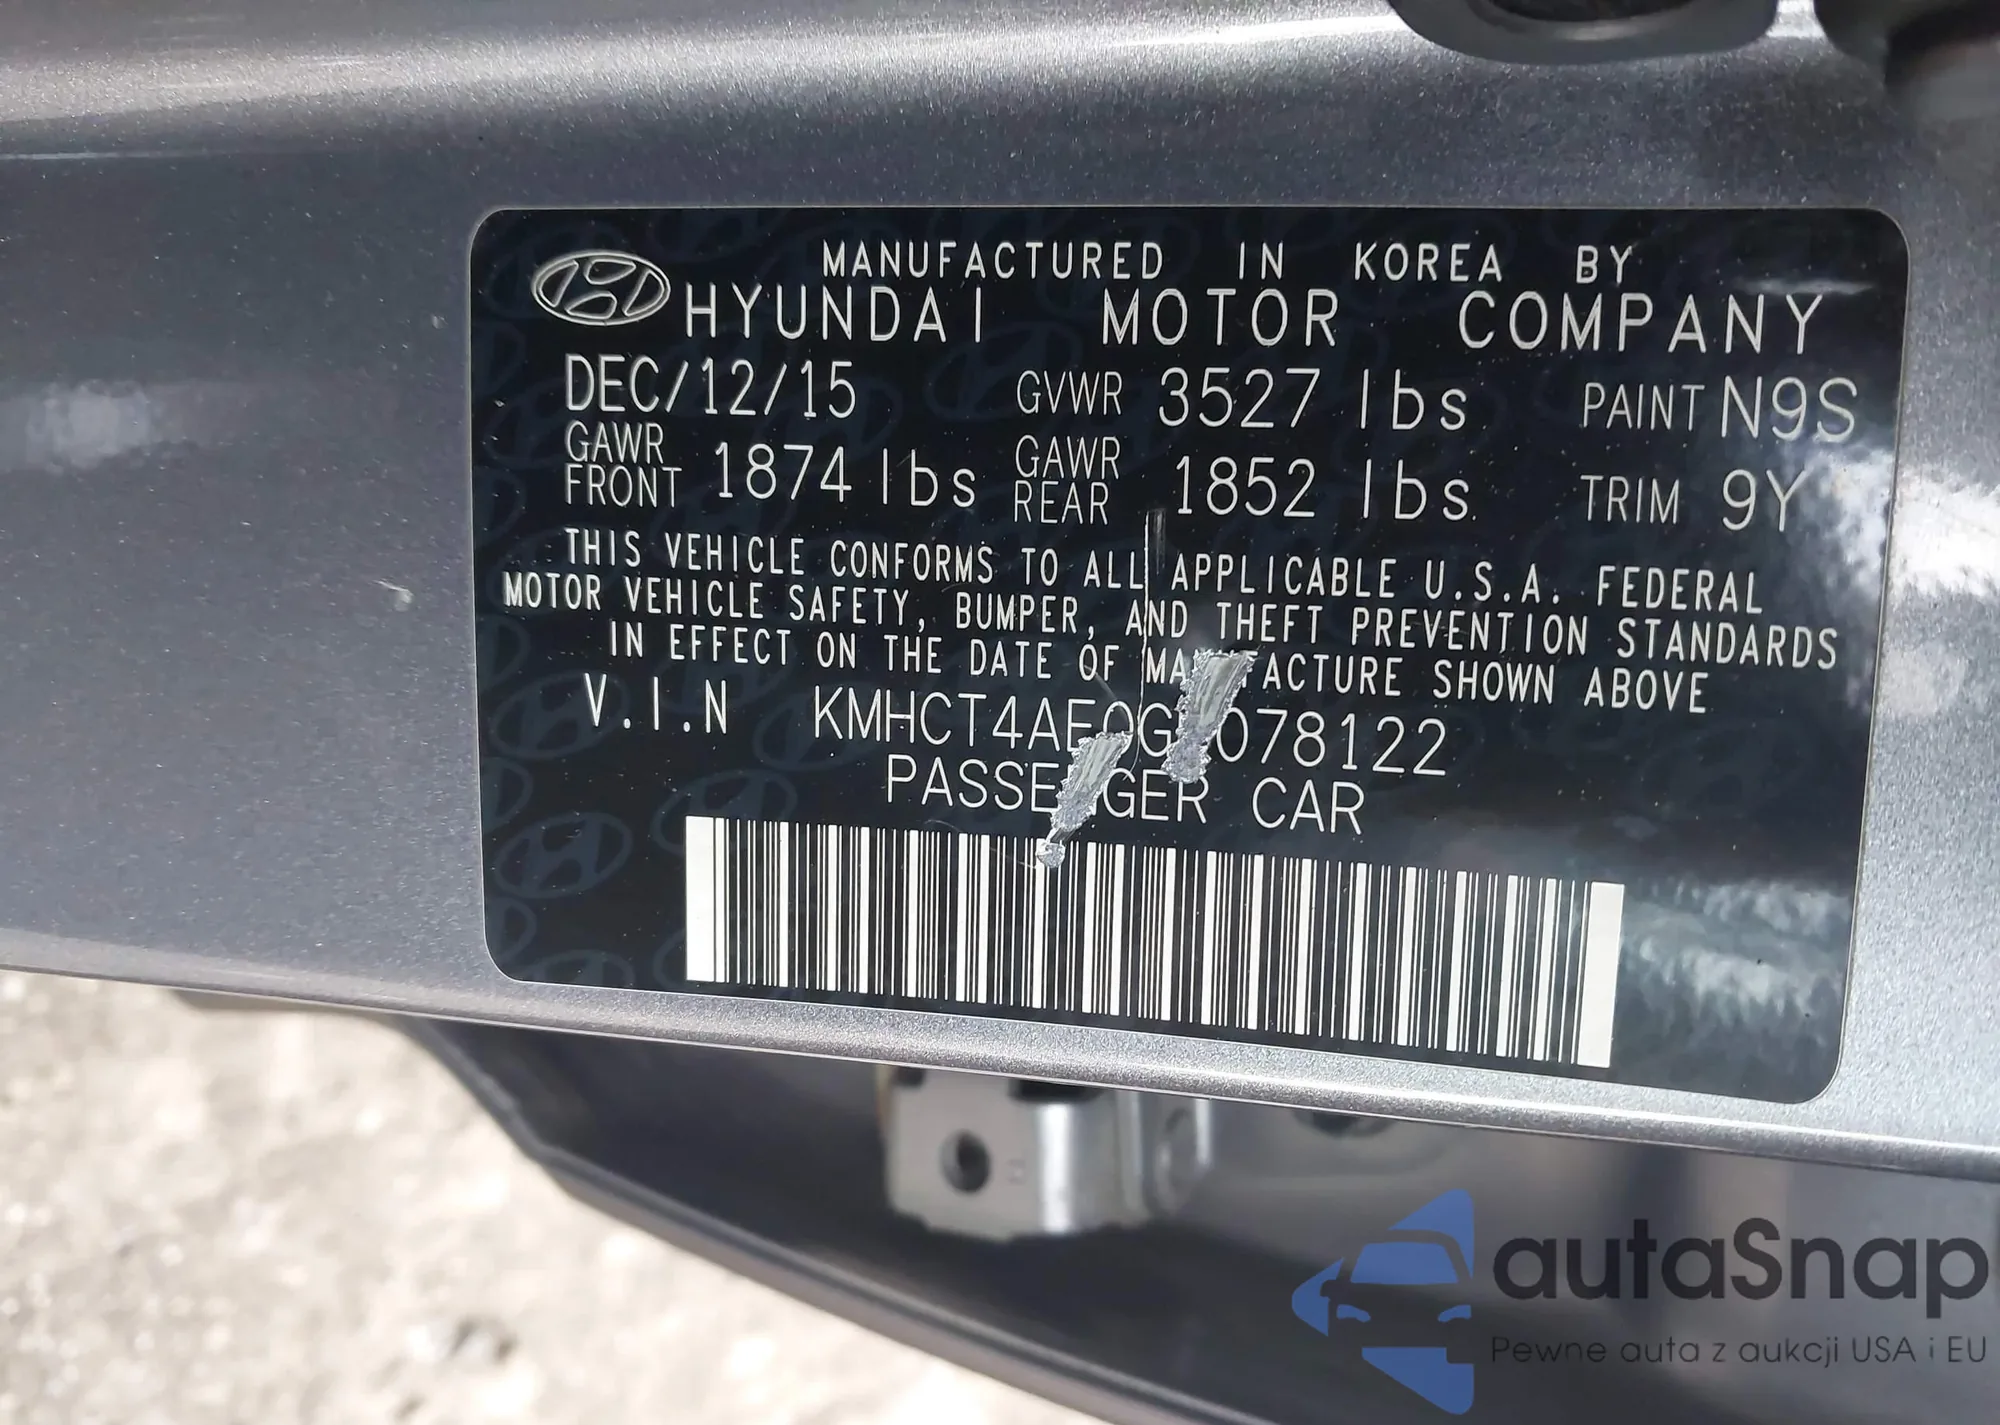 MANUFACTURED IN KOREA BY
HYUNDAI MOTOR COMPANY
DEC/12/15 GVWR 3527 lbs PAINT N9S
GAWR FRONT 1874 lbs GAWR REAR 1852 lbs TRIM 9Y
THIS VEHICLE CONFORMS TO ALL APPLICABLE U.S.A. FEDERAL
MOTOR VEHICLE SAFETY, BUMPER, AND THEFT PREVENTION STANDARDS
IN EFFECT ON THE DATE OF MANUFACTURE SHOWN ABOVE
V.I.N
PASSENGER CAR
autaSnap
Pewne auta z aukcji USA i EU